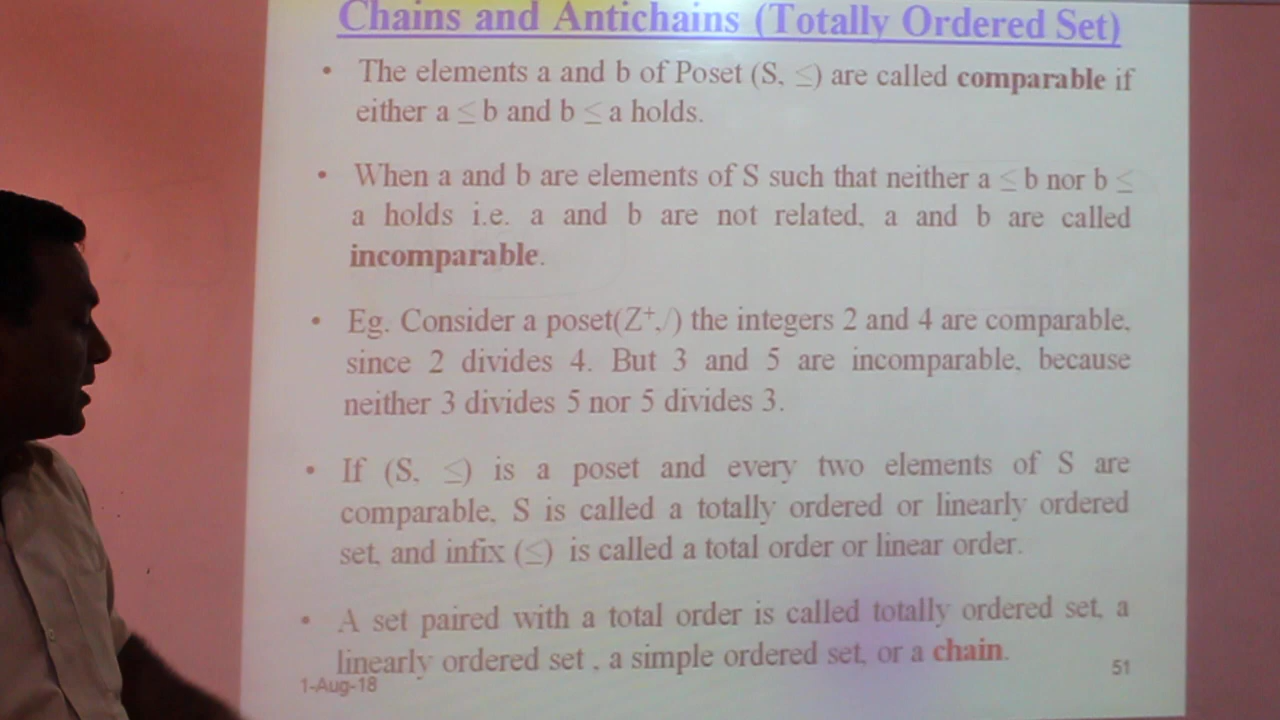 Chains and Antichains (Totally Ordered Set)
• The elements a and b of Poset (S, ≤) are called comparable if
either a ≤ b and b ≤ a holds.
• When a and b are elements of S such that neither a ≤ b nor b ≤
a holds i.e. a and b are not related, a and b are called
incomparable.
• Eg. Consider a poset(Z⁺,/) the integers 2 and 4 are comparable,
since 2 divides 4. But 3 and 5 are incomparable, because
neither 3 divides 5 nor 5 divides 3.
• If (S, ≤) is a poset and every two elements of S are
comparable, S is called a totally ordered or linearly ordered
set, and infix (≤) is called a total order or linear order.
• A set paired with a total order is called totally ordered set, a
linearly ordered set , a simple ordered set, or a chain.
1-Aug-18
51